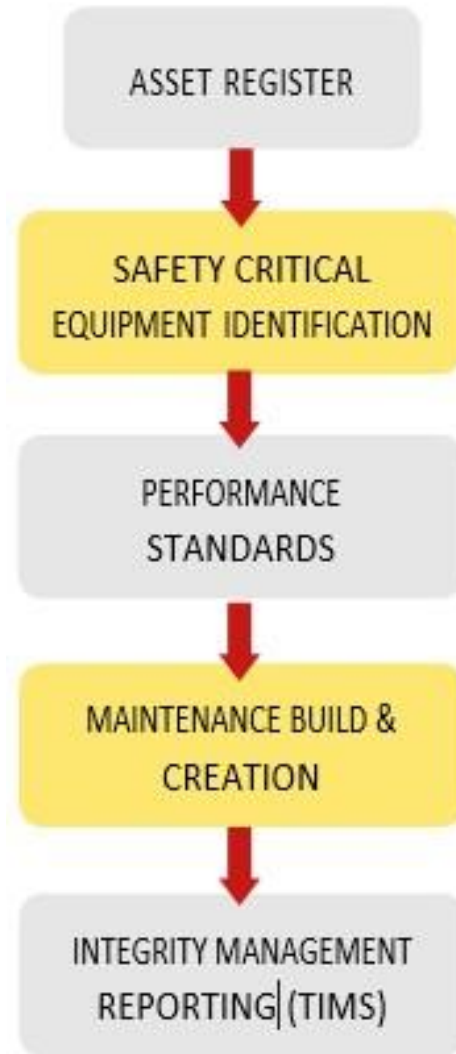 ASSET REGISTER
SAFETY CRITICAL
EQUIPMENT IDENTIFICATION
PERFORMANCE
STANDARDS
MAINTENANCE BUILD &
CREATION
INTEGRITY MANAGEMENT
REPORTING (TIMS)